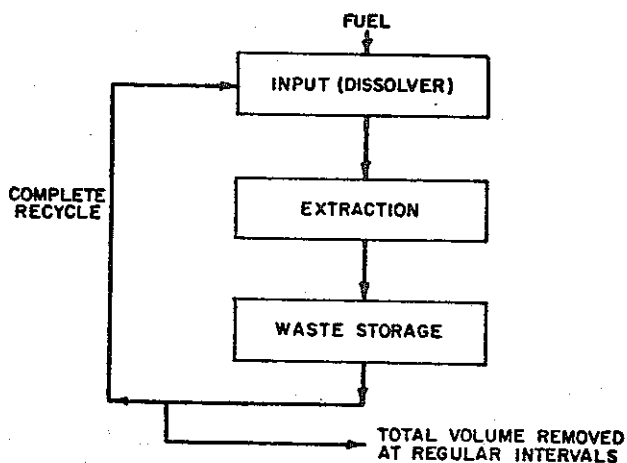 FUEL
INPUT (DISSOLVER)
COMPLETE
RECYCLE
EXTRACTION
WASTE STORAGE
TOTAL VOLUME REMOVED
AT REGULAR INTERVALS